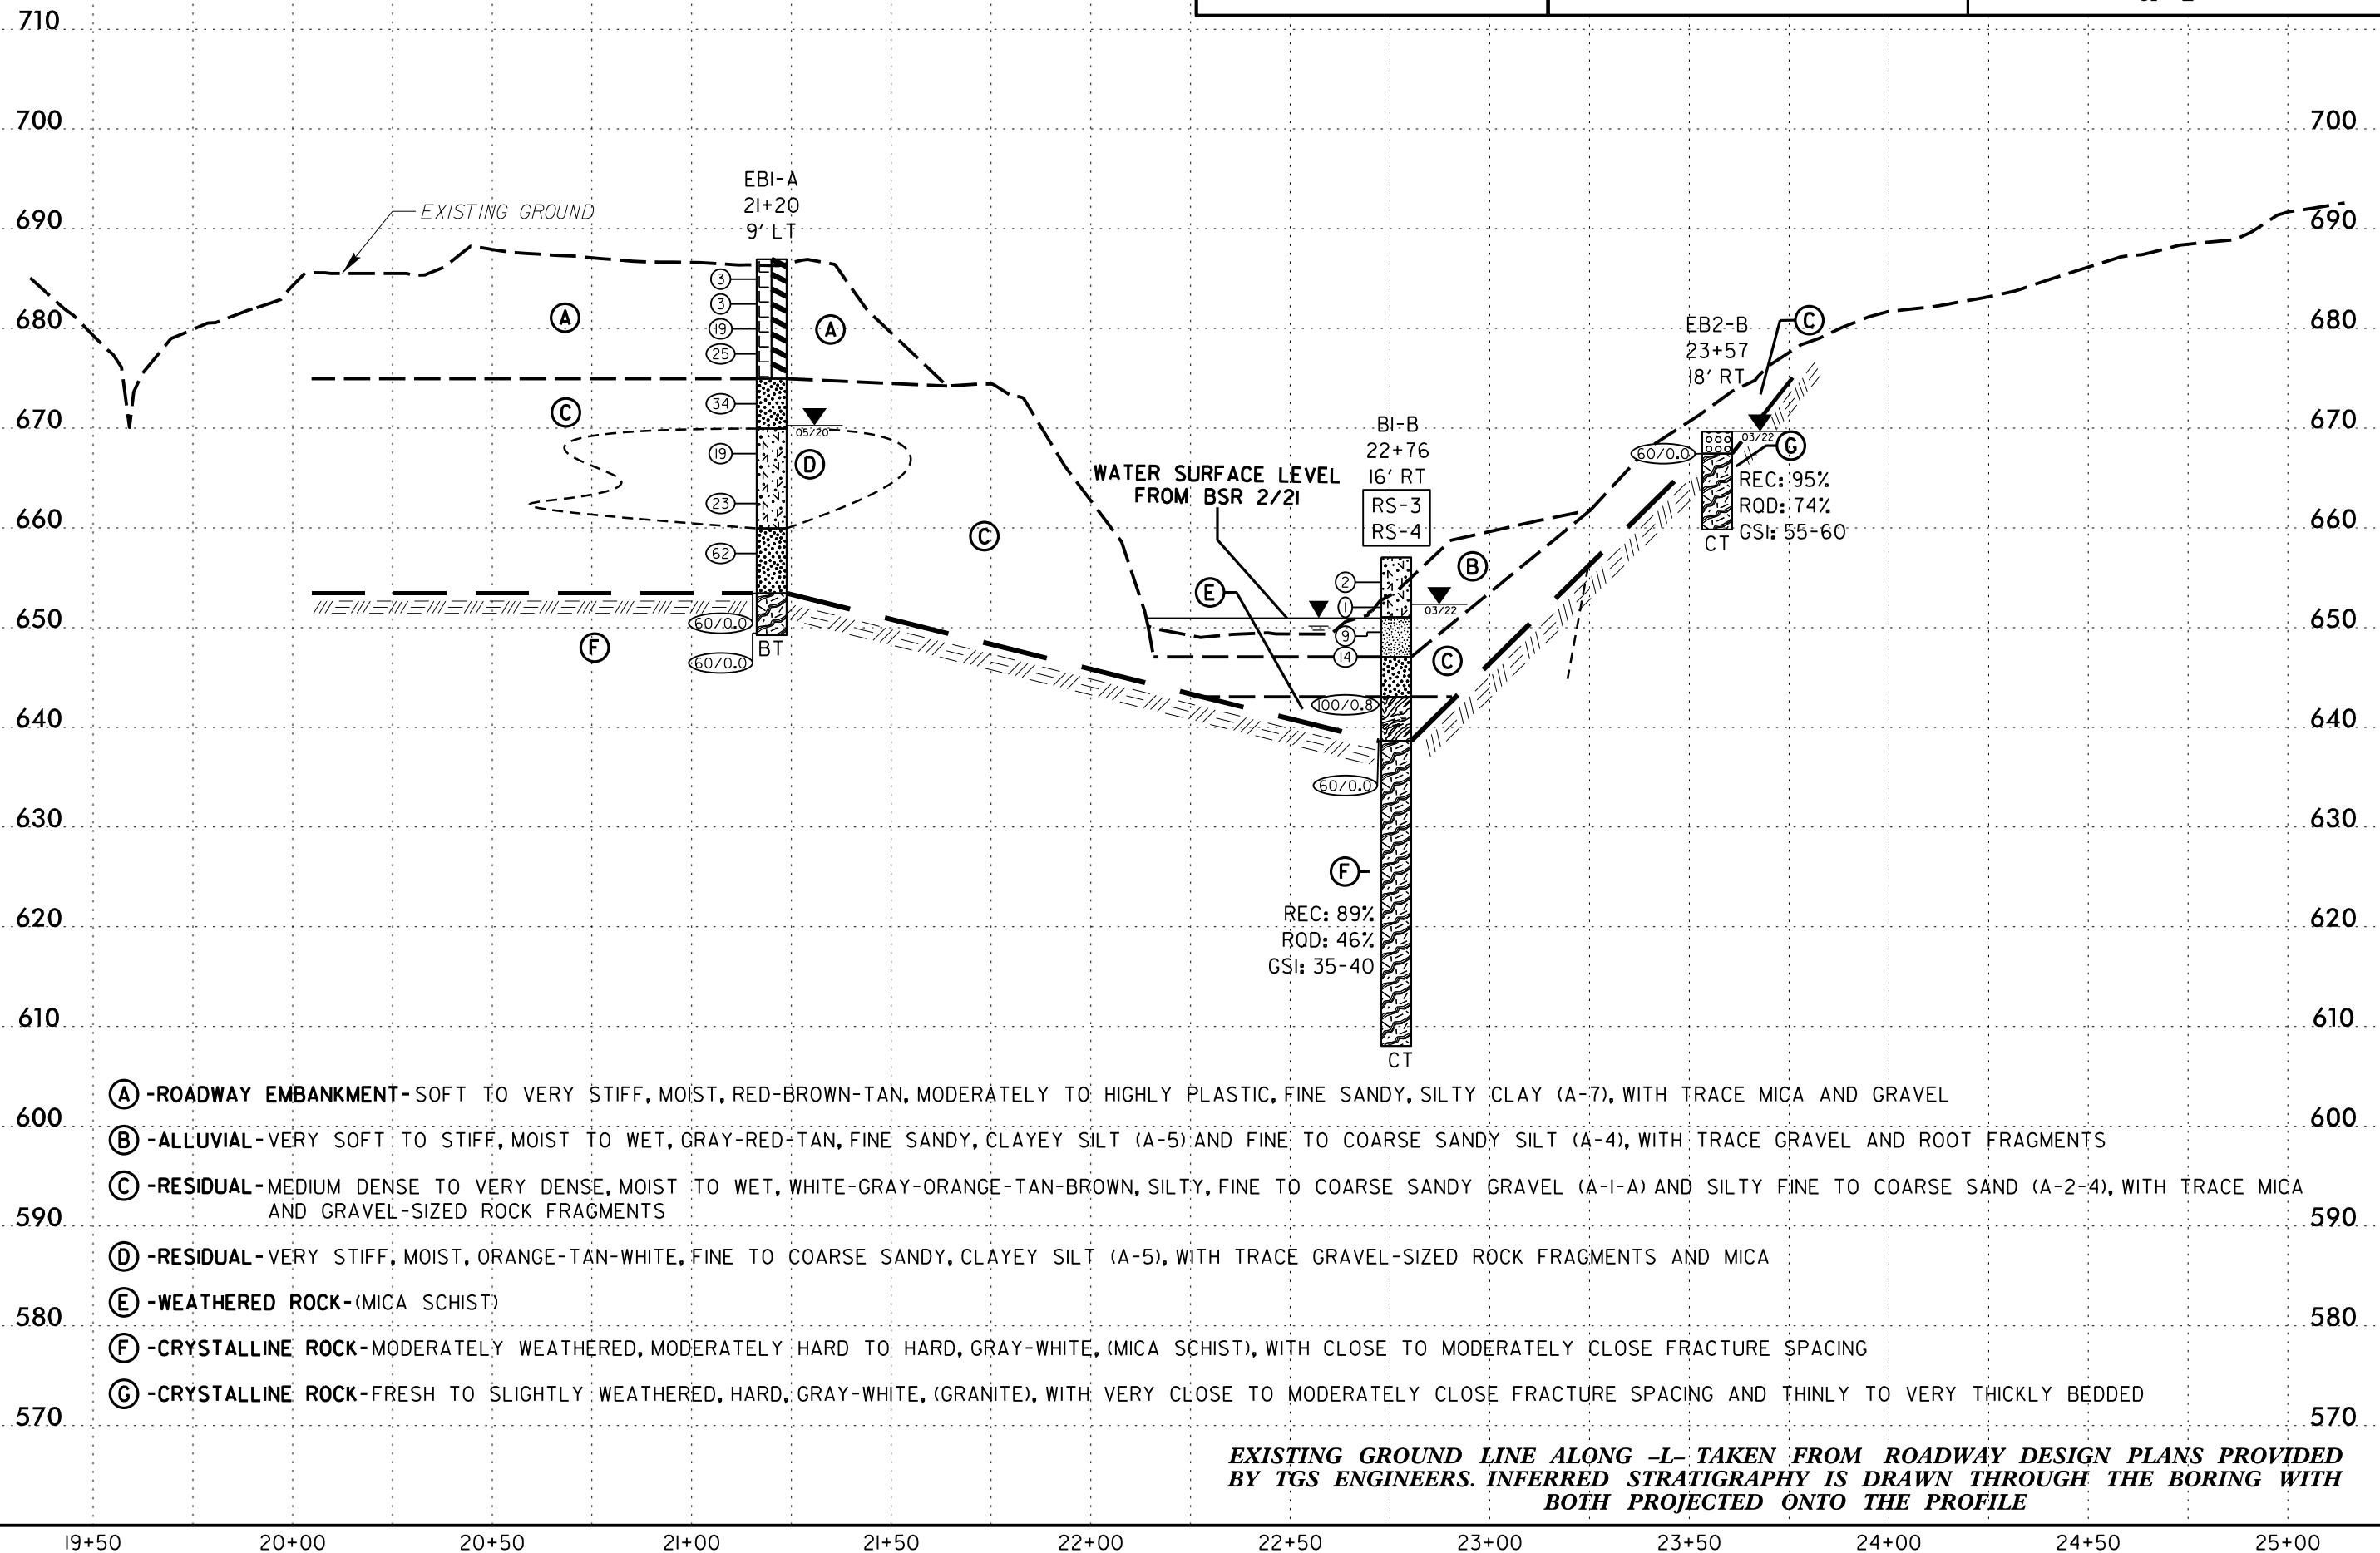 710
700
700
EB1-A
21+20
9' LT
EXISTING GROUND
690
690
3
3
A
19
A
25
680
680
EB2-B
23+57
18' RT
C
C
34
05/20
670
670
60/0.0
03/22
G
REC: 95%
RQD: 74%
GSI: 55-60
CT
19
D
23
62
B1-B
22+76
16' RT
RS-3
RS-4
WATER SURFACE LEVEL
FROM BSR 2/21
660
660
C
E
2
1
9
14
B
03/22
C
650
650
60/0.0
60/0.0
BT
F
100/0.8
60/0.0
640
640
630
630
F
REC: 89%
RQD: 46%
GSI: 35-40
620
620
610
610
CT
A -ROADWAY EMBANKMENT- SOFT TO VERY STIFF, MOIST, RED-BROWN-TAN, MODERATELY TO HIGHLY PLASTIC, FINE SANDY, SILTY CLAY (A-7), WITH TRACE MICA AND GRAVEL
600
600
B -ALLUVIAL- VERY SOFT TO STIFF, MOIST TO WET, GRAY-RED-TAN, FINE SANDY, CLAYEY SILT (A-5) AND FINE TO COARSE SANDY SILT (A-4), WITH TRACE GRAVEL AND ROOT FRAGMENTS
C -RESIDUAL- MEDIUM DENSE TO VERY DENSE, MOIST TO WET, WHITE-GRAY-ORANGE-TAN-BROWN, SILTY, FINE TO COARSE SANDY GRAVEL (A-1-A) AND SILTY FINE TO COARSE SAND (A-2-4), WITH TRACE MICA
AND GRAVEL-SIZED ROCK FRAGMENTS
590
590
D -RESIDUAL- VERY STIFF, MOIST, ORANGE-TAN-WHITE, FINE TO COARSE SANDY, CLAYEY SILT (A-5), WITH TRACE GRAVEL-SIZED ROCK FRAGMENTS AND MICA
E -WEATHERED ROCK- (MICA SCHIST)
580
580
F -CRYSTALLINE ROCK- MODERATELY WEATHERED, MODERATELY HARD TO HARD, GRAY-WHITE, (MICA SCHIST), WITH CLOSE TO MODERATELY CLOSE FRACTURE SPACING
G -CRYSTALLINE ROCK- FRESH TO SLIGHTLY WEATHERED, HARD, GRAY-WHITE, (GRANITE), WITH VERY CLOSE TO MODERATELY CLOSE FRACTURE SPACING AND THINLY TO VERY THICKLY BEDDED
570
570
EXISTING GROUND LINE ALONG -L- TAKEN FROM ROADWAY DESIGN PLANS PROVIDED
BY TGS ENGINEERS. INFERRED STRATIGRAPHY IS DRAWN THROUGH THE BORING WITH
BOTH PROJECTED ONTO THE PROFILE
19+50 20+00 20+50 21+00 21+50 22+00 22+50 23+00 23+50 24+00 24+50 25+00